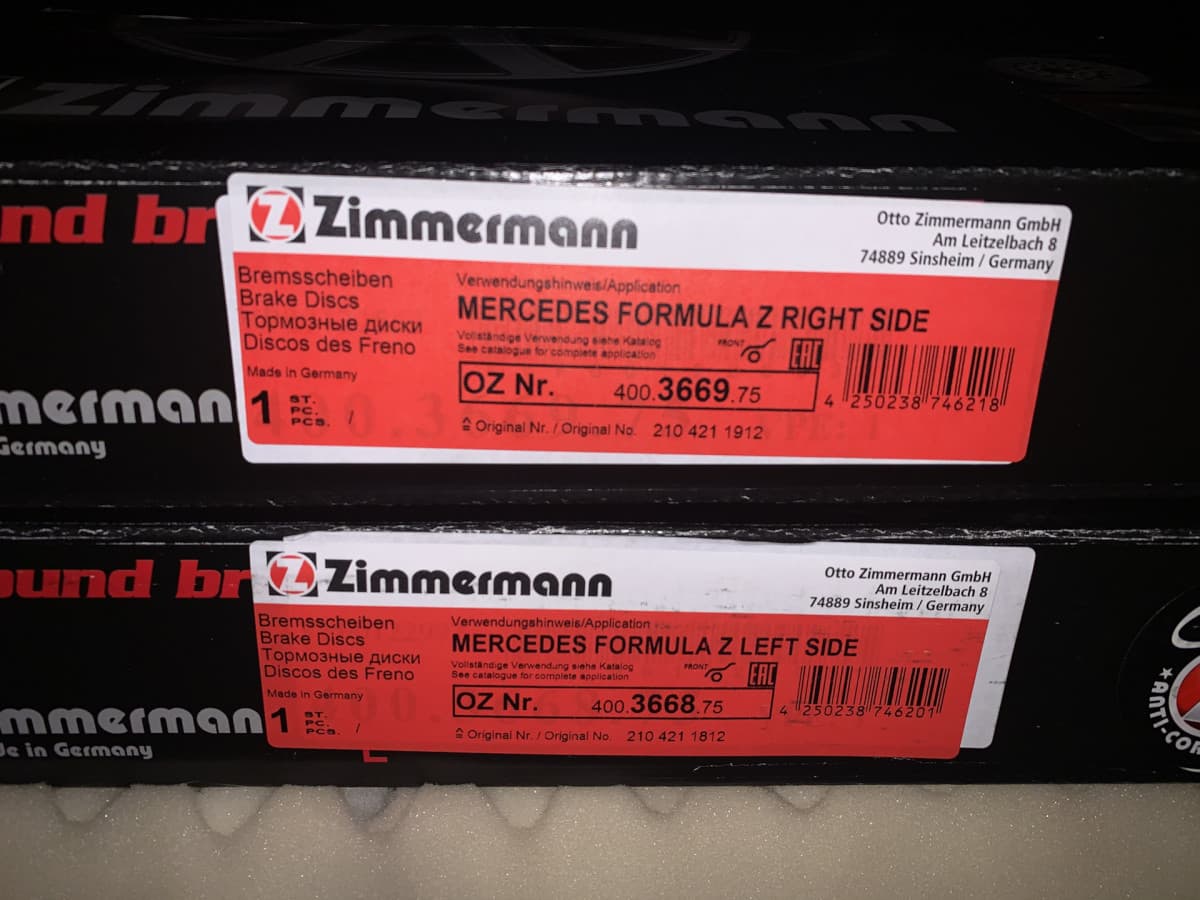 Zimmermann
nd br
Zimmermann
Otto Zimmermann GmbH
Am Leitzelbach 8
74889 Sinsheim / Germany
Bremsscheiben
Brake Discs
Тормозные диски
Discos des Freno
Made in Germany
1 ST.
PC.
PCS. /
Verwendungshinweis/Application
MERCEDES FORMULA Z RIGHT SIDE
Vollständige Verwendung siehe Katalog
See catalogue for complete application
FRONT
EAC
OZ Nr. 400.3669.75
4 250238 746218
≙ Original Nr. / Original No. 210 421 1912
mermann
Germany
ound br
Zimmermann
Otto Zimmermann GmbH
Am Leitzelbach 8
74889 Sinsheim / Germany
Bremsscheiben
Brake Discs
Тормозные диски
Discos des Freno
Made in Germany
1 ST.
PC.
PCS. /
Verwendungshinweis/Application
MERCEDES FORMULA Z LEFT SIDE
Vollständige Verwendung siehe Katalog
See catalogue for complete application
FRONT
EAC
OZ Nr. 400.3668.75
4 250238 746201
≙ Original Nr. / Original No. 210 421 1812
mmermann
de in Germany
ANTI-COR